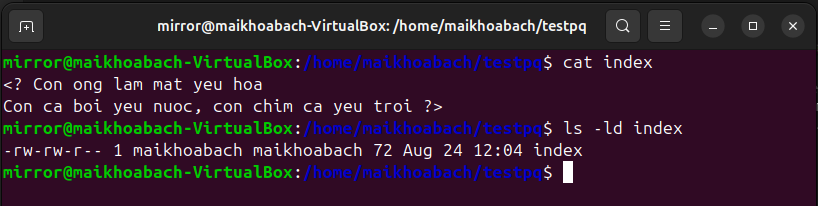 mirror@maikhoabach-VirtualBox: /home/maikhoabach/testpq
mirror@maikhoabach-VirtualBox:/home/maikhoabach/testpq$ cat index
<? Con ong lam mat yeu hoa
Con ca boi yeu nuoc, con chim ca yeu troi ?>
mirror@maikhoabach-VirtualBox:/home/maikhoabach/testpq$ ls -ld index
-rw-rw-r-- 1 maikhoabach maikhoabach 72 Aug 24 12:04 index
mirror@maikhoabach-VirtualBox:/home/maikhoabach/testpq$